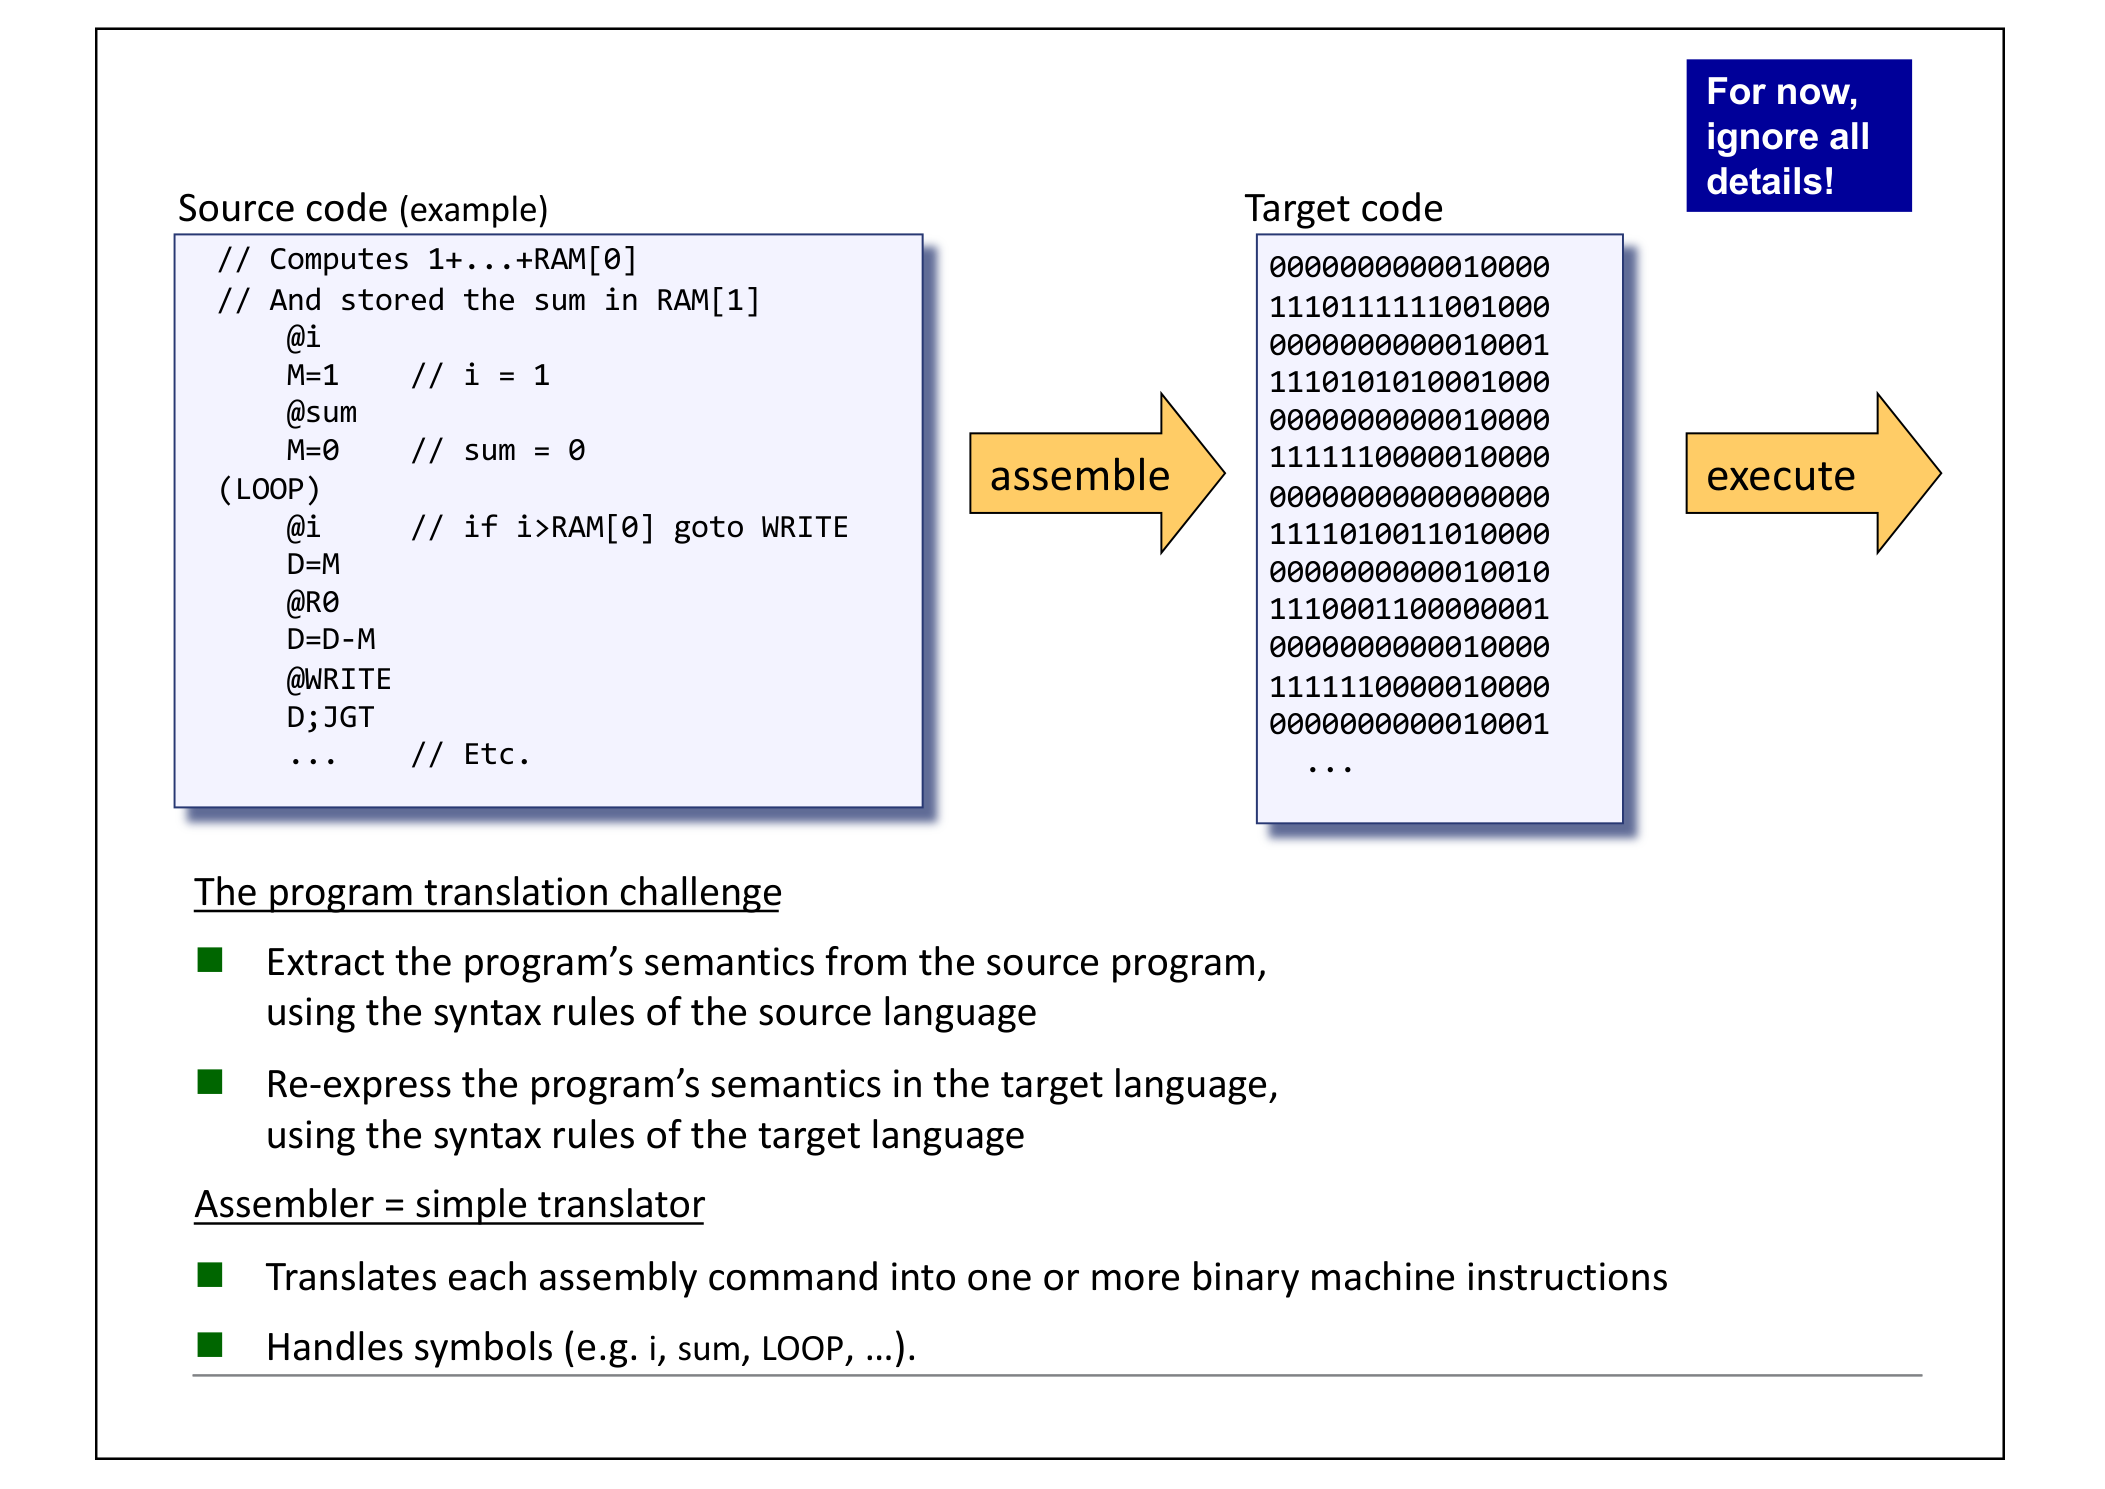 For now,
ignore all
details!
Source code (example)
// Computes 1+...+RAM[0]
// And stored the sum in RAM[1]
@i
M=1    // i = 1
@sum
M=0    // sum = 0
(LOOP)
@i     // if i>RAM[0] goto WRITE
D=M
@R0
D=D-M
@WRITE
D;JGT
...    // Etc.
assemble
Target code
0000000000010000
1110111111001000
0000000000010001
1110101010001000
0000000000010000
1111110000010000
0000000000000000
1111010011010000
0000000000010010
1110001100000001
0000000000010000
1111110000010000
0000000000010001
...
execute
The program translation challenge
Extract the program’s semantics from the source program,
using the syntax rules of the source language
Re-express the program’s semantics in the target language,
using the syntax rules of the target language
Assembler = simple translator
Translates each assembly command into one or more binary machine instructions
Handles symbols (e.g. i, sum, LOOP, …).